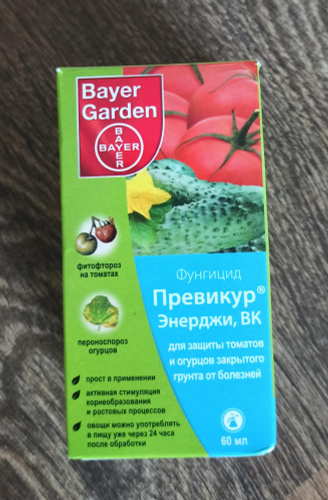 Bayer
Garden
BAYER
BAYER
фитофтороз
на томатах
Фунгицид
Превикур®
Энерджи, ВК
пероноспороз
огурцов
для защиты томатов
и огурцов закрытого
грунта от болезней
прост в применении
активная стимуляция
корнеобразования
и ростовых процессов
овощи можно употреблять
в пищу уже через 24 часа
после обработки
60 мл